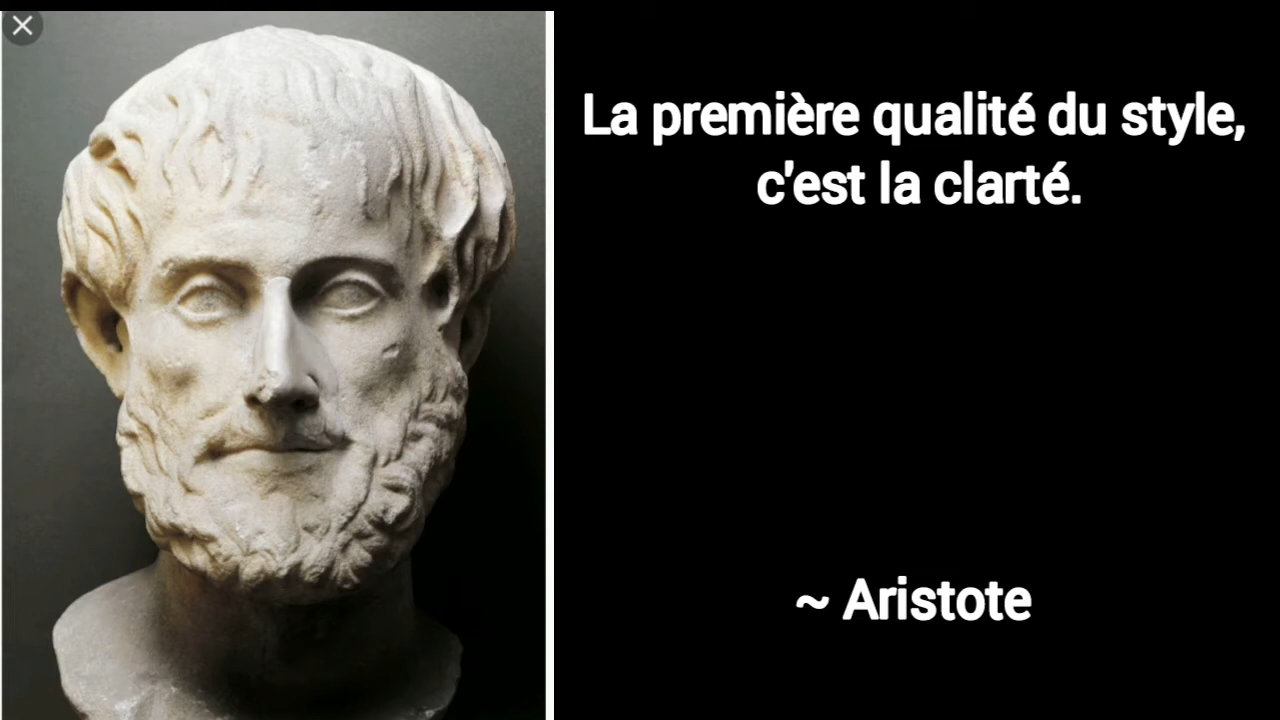 La première qualité du style,
c'est la clarté.
~ Aristote